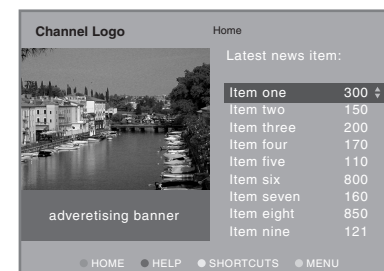 Channel Logo
Home
Latest news item:
Item one 300
Item two 150
Item three 200
Item four 170
Item five 110
Item six 800
Item seven 160
Item eight 850
Item nine 121
adveretising banner
HOME HELP SHORTCUTS MENU